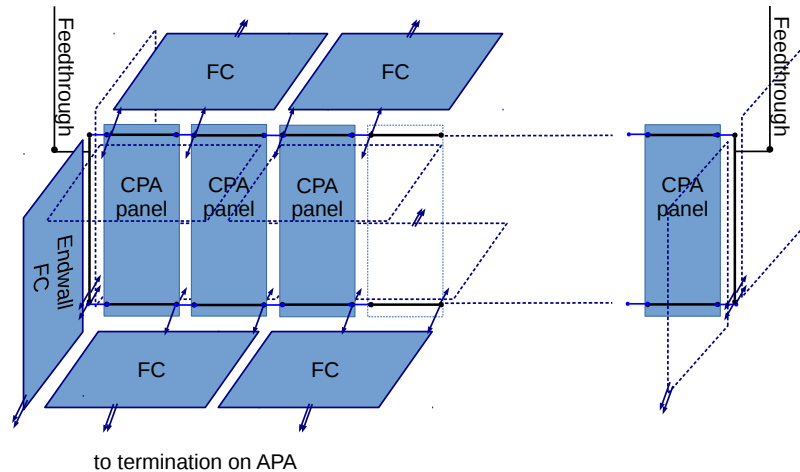 Feedthrough
Feedthrough
FC
FC
CPA
panel
CPA
panel
CPA
panel
CPA
panel
Endwall
FC
FC
FC
to termination on APA